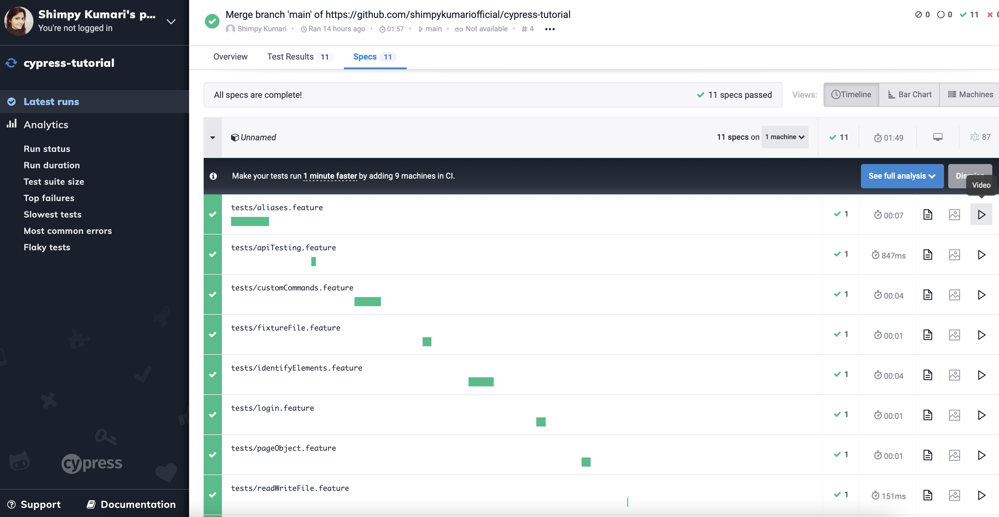 Shimpy Kumari's p...
You're not logged in
cypress-tutorial
Latest runs
Analytics
Run status
Run duration
Test suite size
Top failures
Slowest tests
Most common errors
Flaky tests
cypress
Support
Documentation
Merge branch 'main' of https://github.com/shimpykumariofficial/cypress-tutorial
Shimpy Kumari • Ran 14 hours ago • 01:57 • main • Not available • # 4 •••
0 0 11
Overview
Test Results 11
Specs 11
All specs are complete!
11 specs passed
Views:
Timeline
Bar Chart
Machines
Unnamed
11 specs on 1 machine
11
01:49
87
Make your tests run 1 minute faster by adding 9 machines in CI.
See full analysis
Dismiss
Video
tests/aliases.feature
1
00:07
tests/apiTesting.feature
1
847ms
tests/customCommands.feature
1
00:04
tests/fixtureFile.feature
1
00:01
tests/identifyElements.feature
1
00:04
tests/login.feature
1
00:01
tests/pageObject.feature
1
00:01
tests/readWriteFile.feature
1
151ms